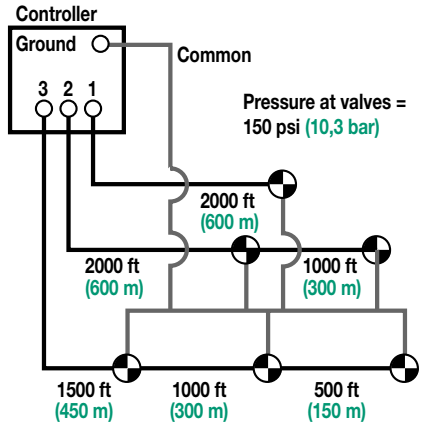 Controller
Ground
Common
3 2 1
Pressure at valves =
150 psi (10,3 bar)
2000 ft
(600 m)
2000 ft
(600 m)
1000 ft
(300 m)
1500 ft
(450 m)
1000 ft
(300 m)
500 ft
(150 m)